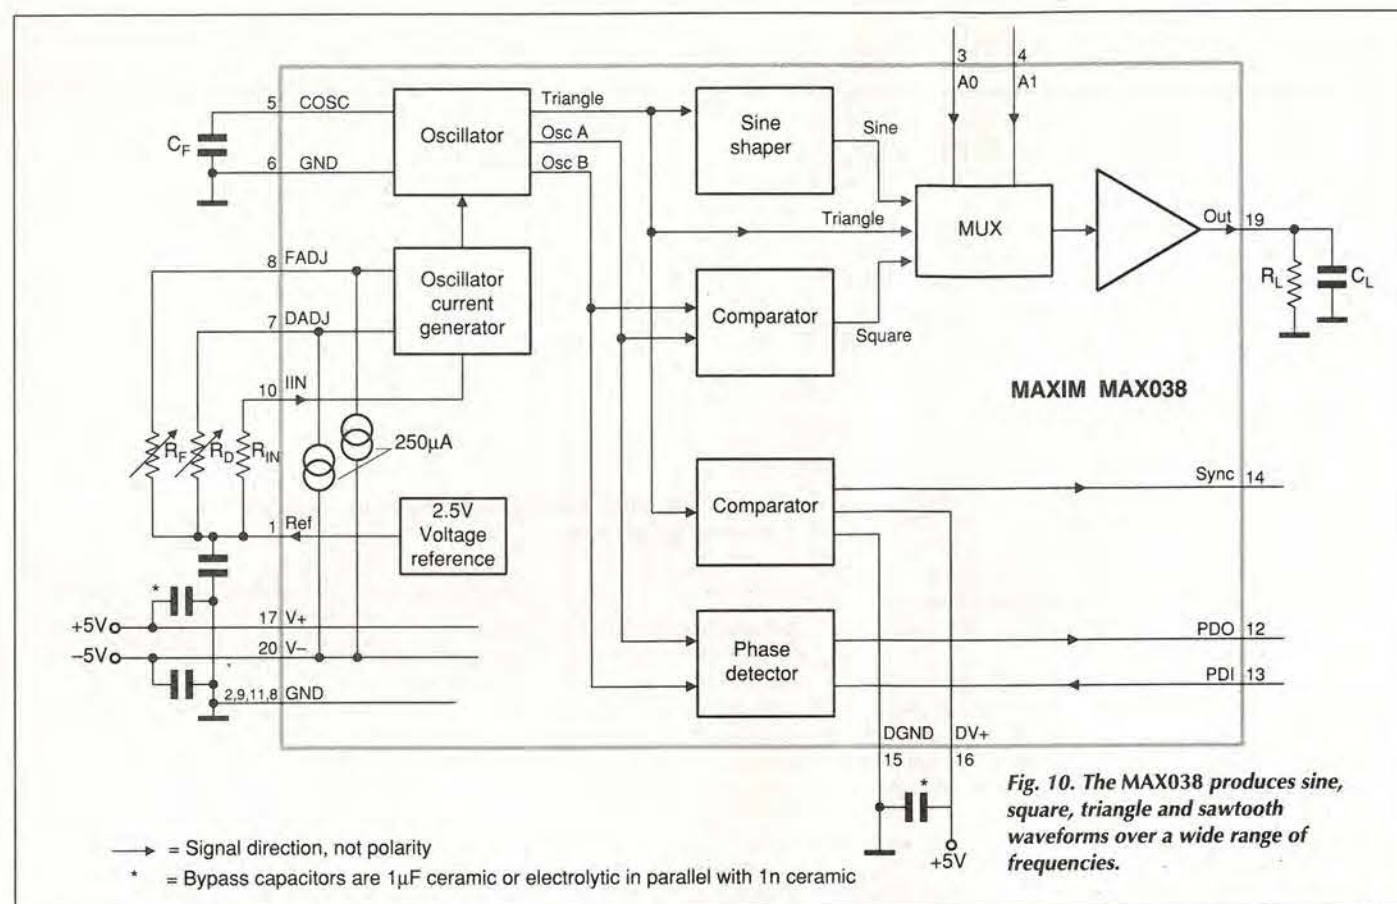 3
4
A0
A1
5
COSC
Oscillator
Triangle
Osc A
Osc B
Sine
shaper
Sine
CF
6
GND
Triangle
MUX
Out
19
8
FADJ
Oscillator
current
generator
RL
CL
7
DADJ
Comparator
Square
10
IIN
MAXIM MAX038
RF
RD
RIN
250µA
Comparator
Sync
14
1
Ref
2.5V
Voltage
reference
*
+5V
17
V+
-5V
20
V–
Phase
detector
PDO
12
PDI
13
2,9,11,8
GND
DGND
DV+
15
16
*
+5V
Fig. 10. The MAX038 produces sine,
square, triangle and sawtooth
waveforms over a wide range of
frequencies.
= Signal direction, not polarity
* = Bypass capacitors are 1µF ceramic or electrolytic in parallel with 1n ceramic